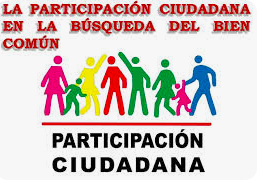 LA PARTICIPACIÓN CIUDADANA
EN LA BÚSQUEDA DEL BIEN
COMÚN
PARTICIPACIÓN
CIUDADANA